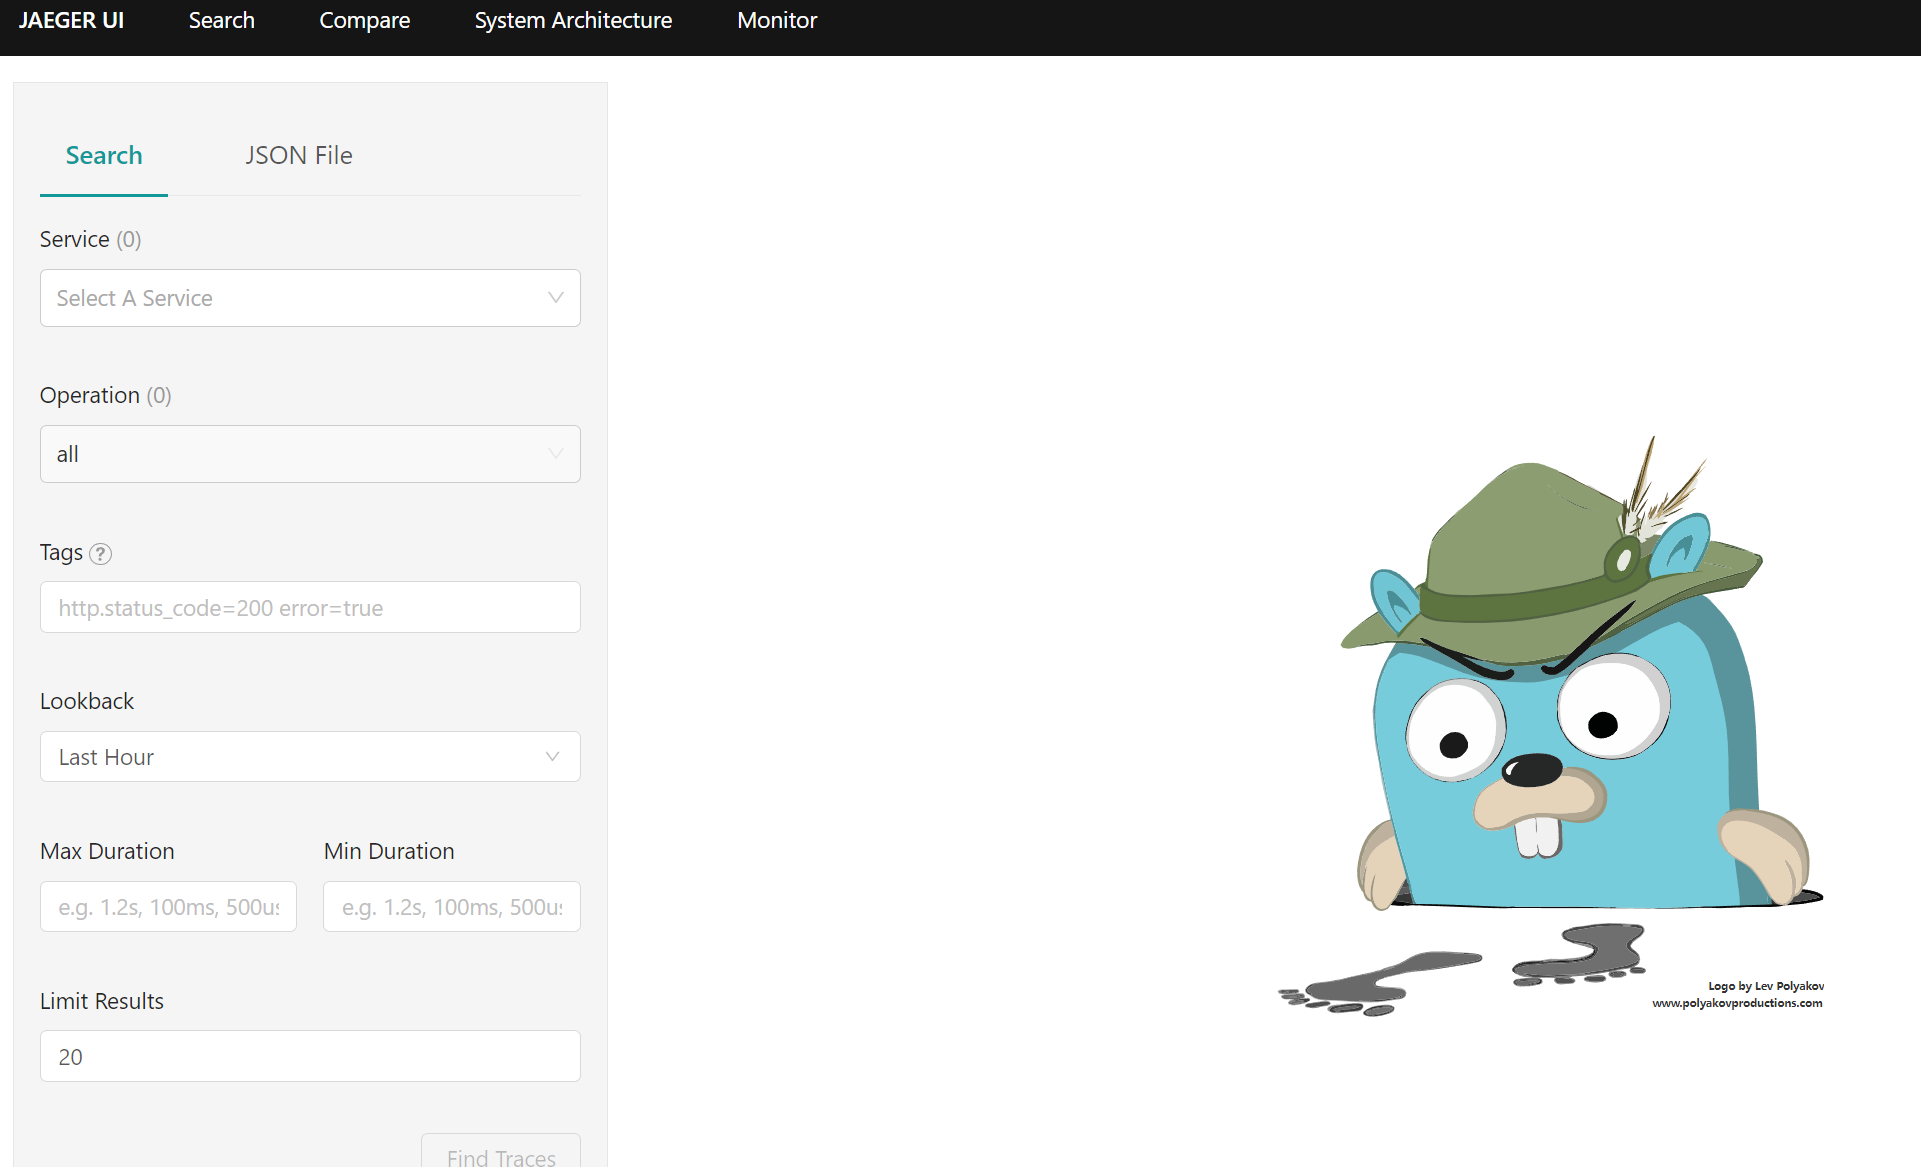 JAEGER UI Search Compare System Architecture Monitor
Search JSON File
Service (0)
Select A Service
Operation (0)
all
Tags ?
http.status_code=200 error=true
Lookback
Last Hour
Max Duration Min Duration
e.g. 1.2s, 100ms, 500us e.g. 1.2s, 100ms, 500us
Limit Results
20
Find Traces
Logo by Lev Polyakov
www.polyakovproductions.com